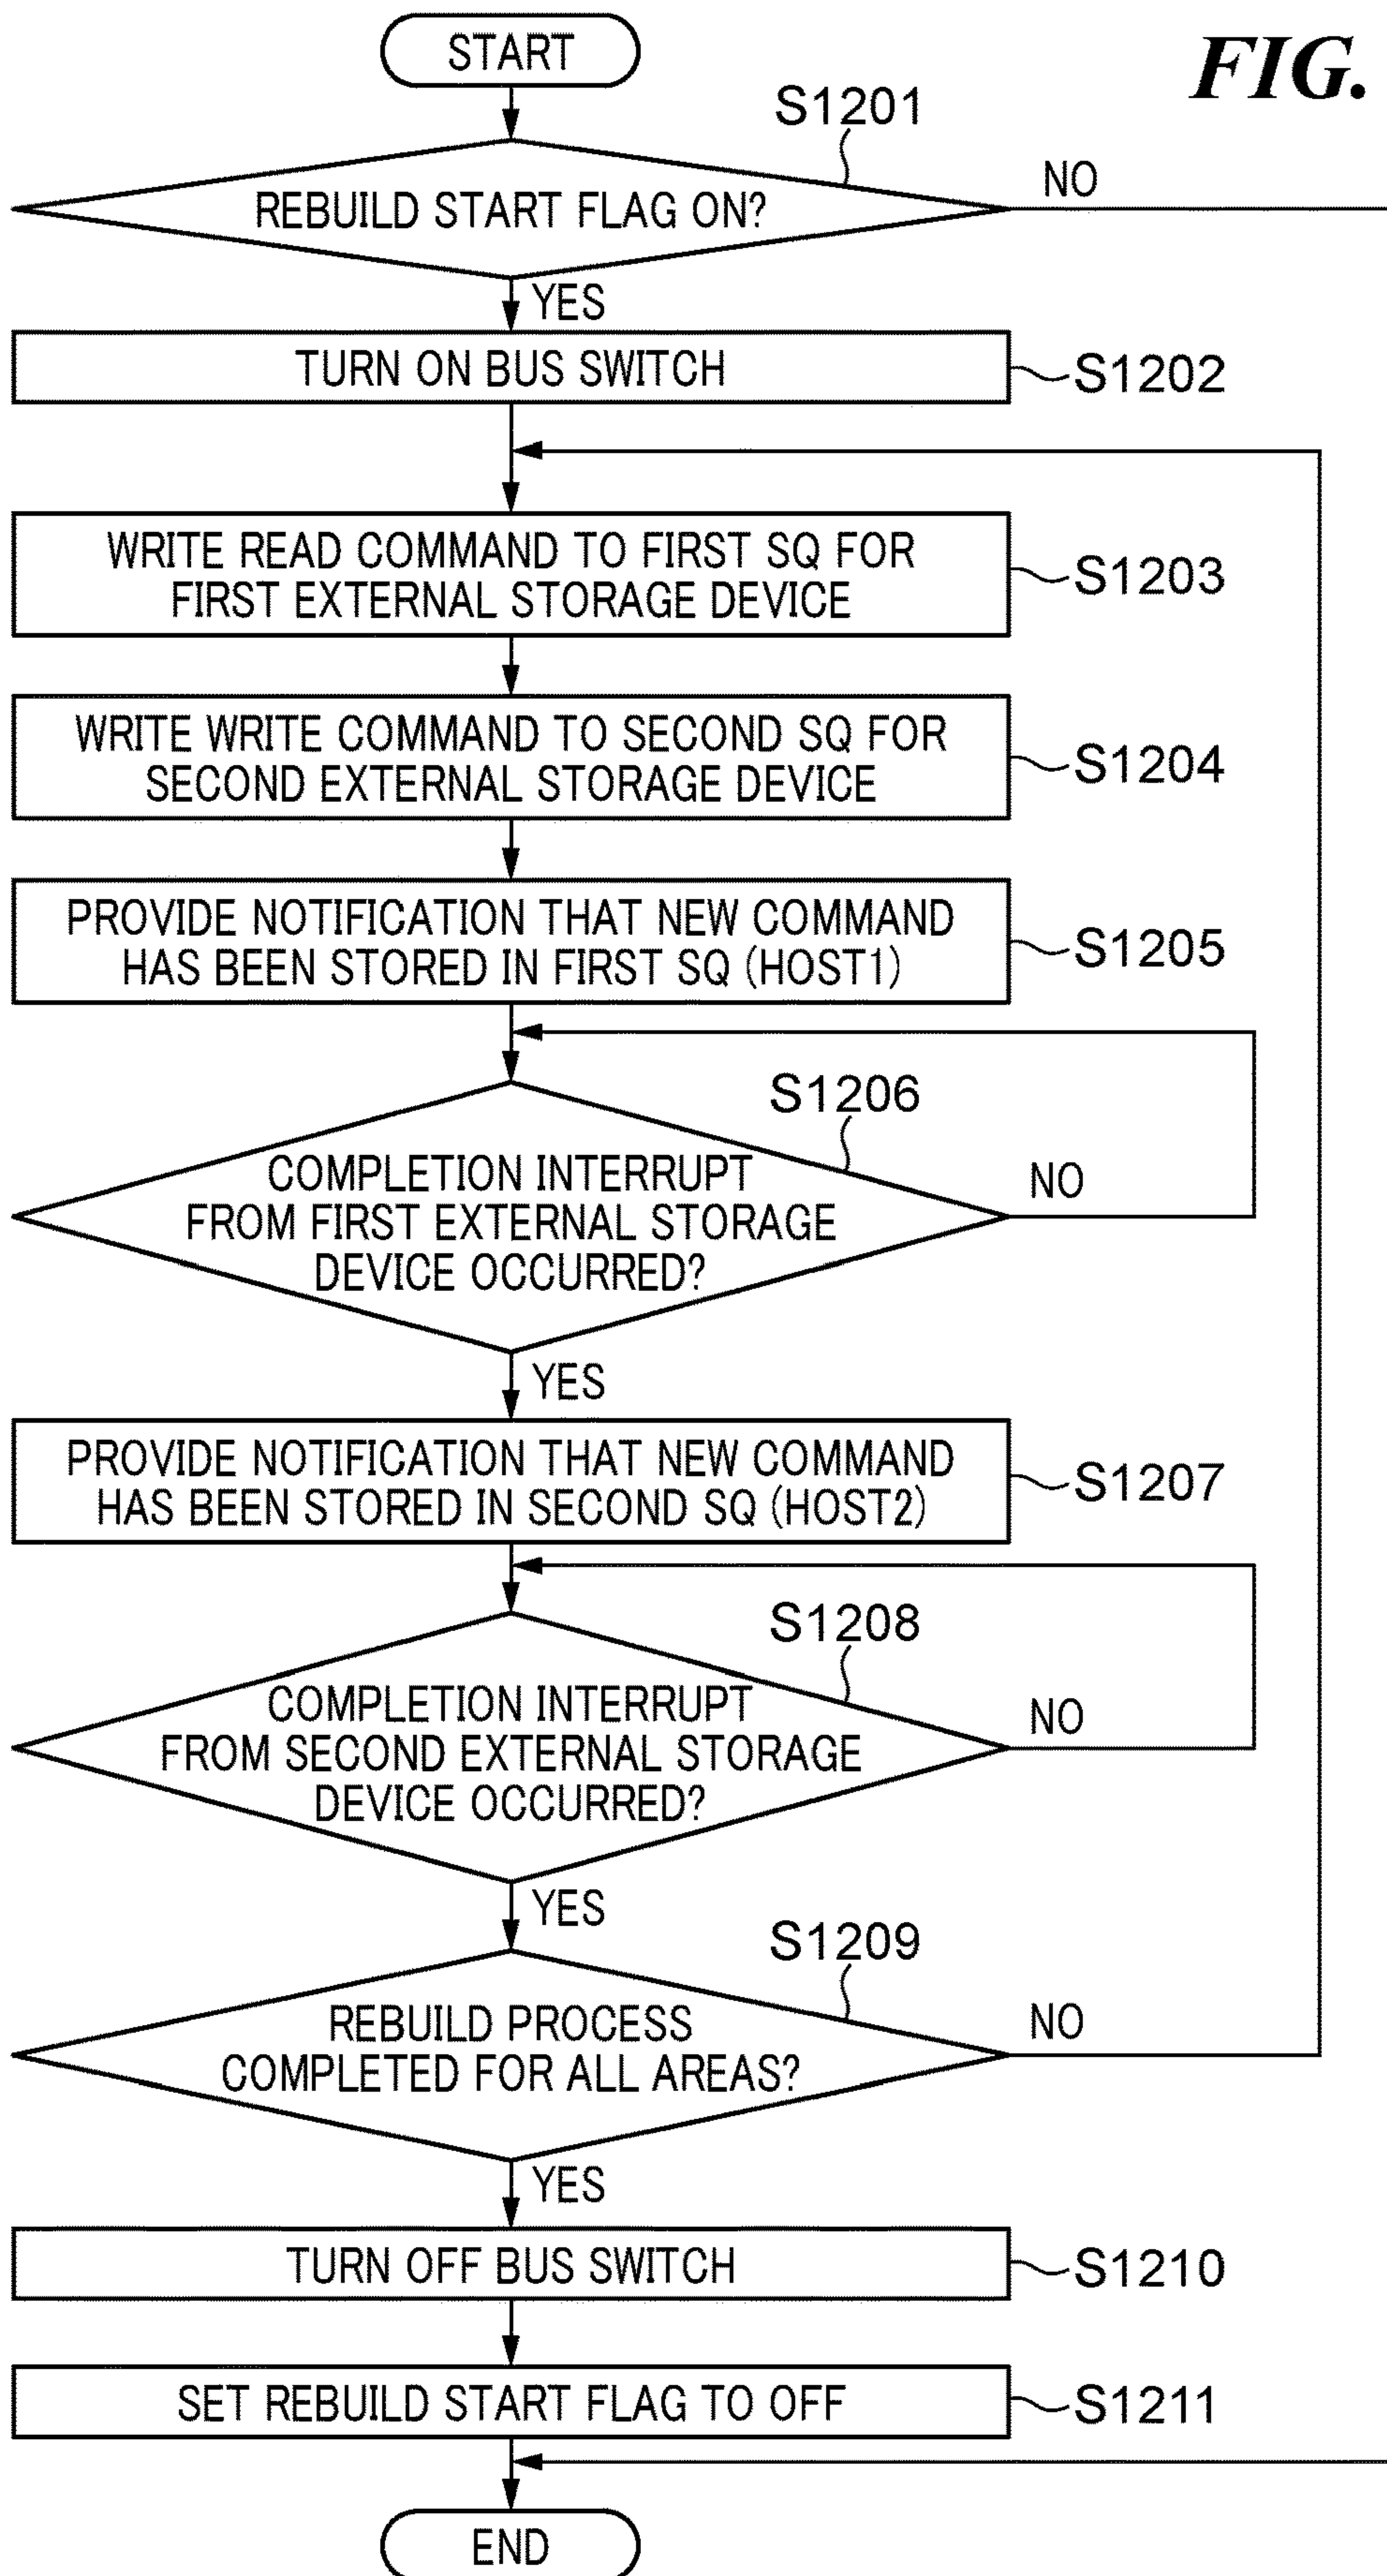 START
FIG.
S1201
REBUILD START FLAG ON?
NO
YES
TURN ON BUS SWITCH
S1202
WRITE READ COMMAND TO FIRST SQ FOR
FIRST EXTERNAL STORAGE DEVICE
S1203
WRITE WRITE COMMAND TO SECOND SQ FOR
SECOND EXTERNAL STORAGE DEVICE
S1204
PROVIDE NOTIFICATION THAT NEW COMMAND
HAS BEEN STORED IN FIRST SQ (HOST1)
S1205
S1206
COMPLETION INTERRUPT
FROM FIRST EXTERNAL STORAGE
DEVICE OCCURRED?
NO
YES
PROVIDE NOTIFICATION THAT NEW COMMAND
HAS BEEN STORED IN SECOND SQ (HOST2)
S1207
S1208
COMPLETION INTERRUPT
FROM SECOND EXTERNAL STORAGE
DEVICE OCCURRED?
NO
YES
S1209
REBUILD PROCESS
COMPLETED FOR ALL AREAS?
NO
YES
TURN OFF BUS SWITCH
S1210
SET REBUILD START FLAG TO OFF
S1211
END